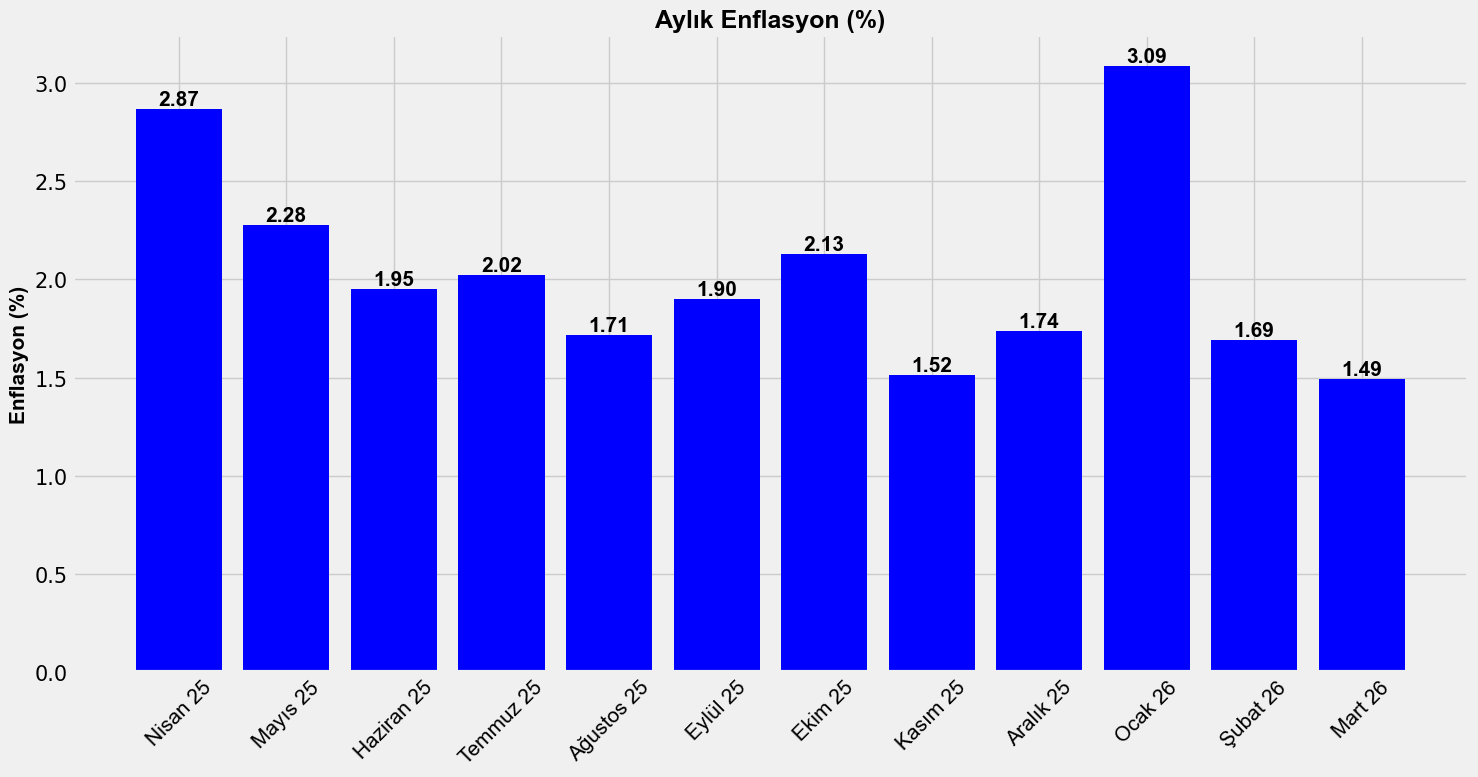 Aylık Enflasyon (%)
Enflasyon (%)
3.0
2.5
2.0
1.5
1.0
0.5
0.0
2.87
2.28
1.95
2.02
1.71
1.90
2.13
1.52
1.74
3.09
1.69
1.49
Nisan 25
Mayıs 25
Haziran 25
Temmuz 25
Ağustos 25
Eylül 25
Ekim 25
Kasım 25
Aralık 25
Ocak 26
Şubat 26
Mart 26